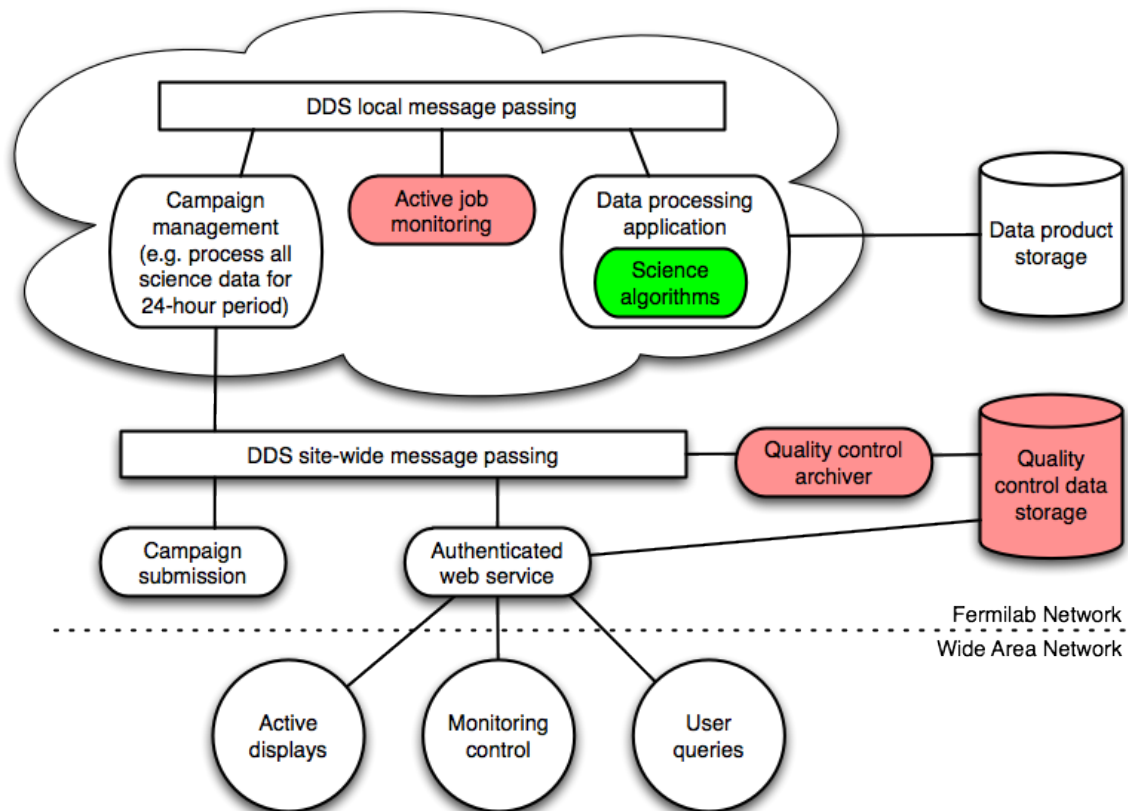 DDS local message passing
Campaign
management
(e.g. process all
science data for
24-hour period)
Active job
monitoring
Data processing
application
Science
algorithms
Data product
storage
DDS site-wide message passing
Quality control
archiver
Quality
control data
storage
Campaign
submission
Authenticated
web service
Fermilab Network
Wide Area Network
Active
displays
Monitoring
control
User
queries